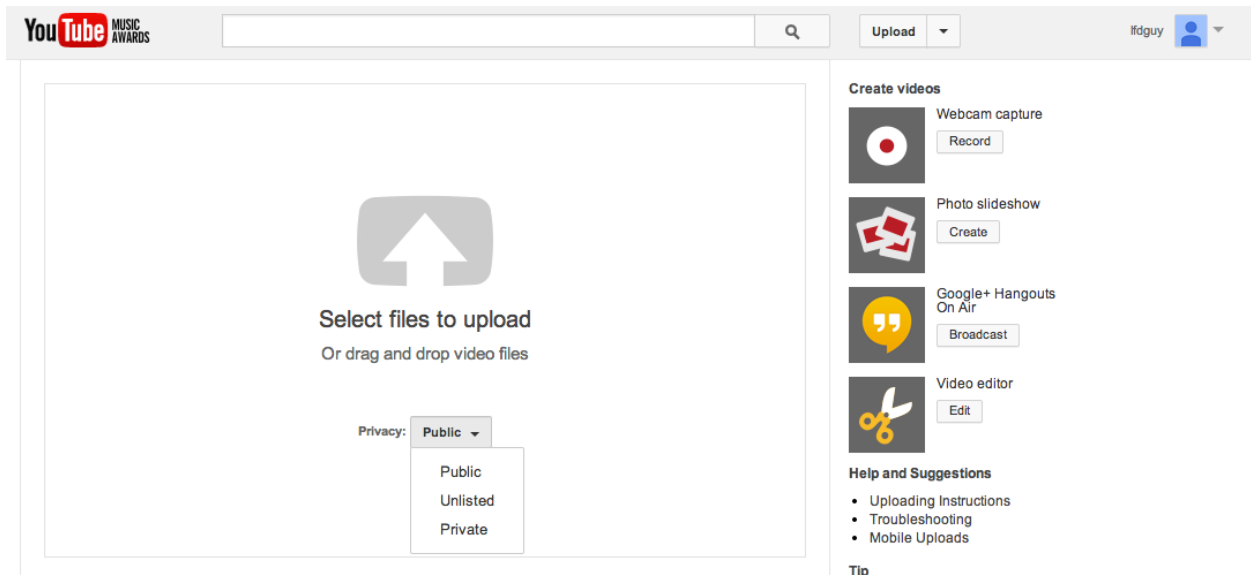 You Tube MUSIC AWARDS
Upload
lfdguy
Select files to upload
Or drag and drop video files
Privacy: Public
Public
Unlisted
Private
Create videos
Webcam capture
Record
Photo slideshow
Create
Google+ Hangouts
On Air
Broadcast
Video editor
Edit
Help and Suggestions
• Uploading Instructions
• Troubleshooting
• Mobile Uploads
Tip